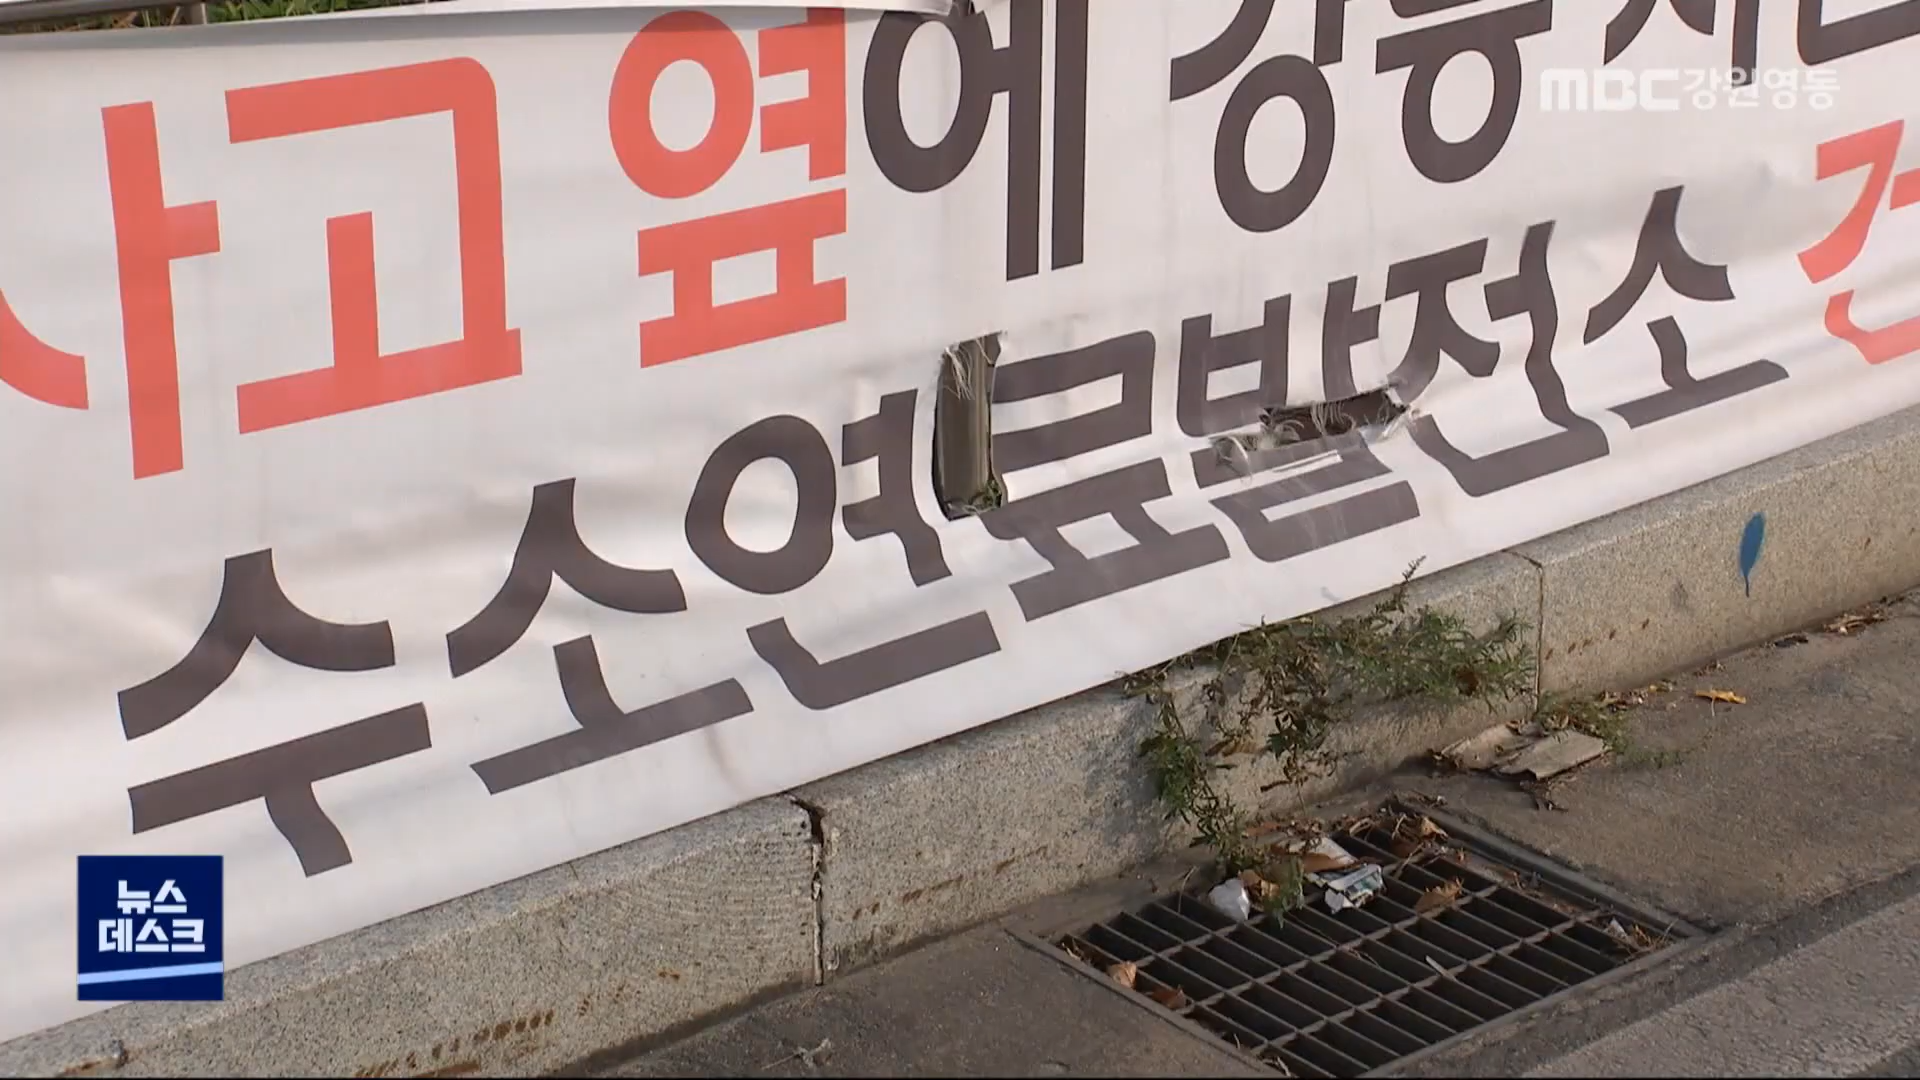 사고 옆에 강릉
수소연료발전소
MBC강원영동
뉴스
데스크